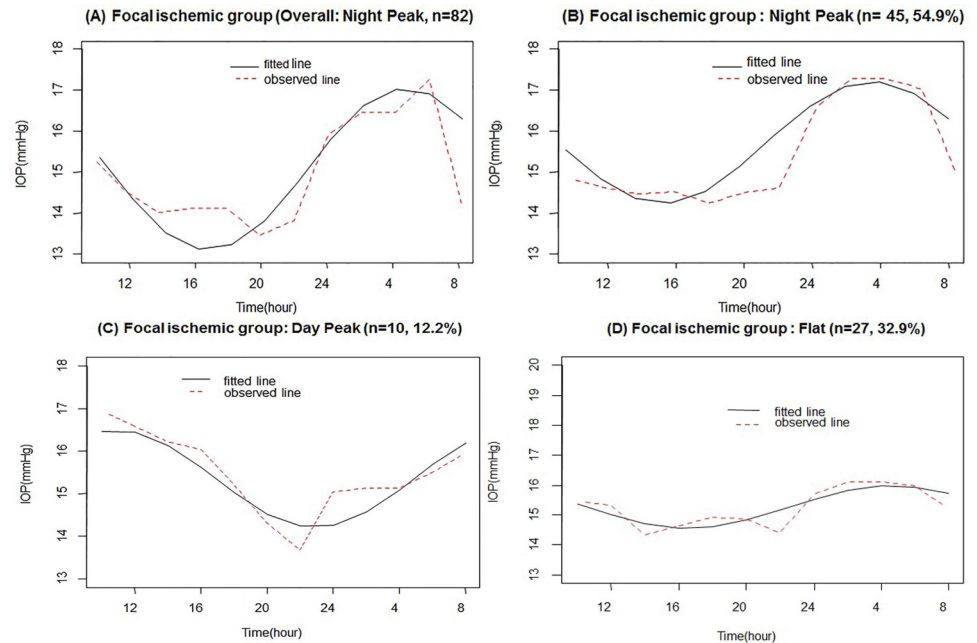 (A) Focal ischemic group (Overall: Night Peak, n=82)
18
17
16
15
14
13
IOP(mmHg)
fitted line
observed line
12 16 20 24 4 8
Time(hour)
(B) Focal ischemic group : Night Peak (n= 45, 54.9%)
18
17
16
15
14
13
IOP(mmHg)
fitted line
observed line
12 16 20 24 4 8
Time(hour)
(C) Focal ischemic group: Day Peak (n=10, 12.2%)
18
17
16
15
14
13
IOP(mmHg)
fitted line
observed line
12 16 20 24 4 8
Time(hour)
(D) Focal ischemic group : Flat (n=27, 32.9%)
20
19
18
17
16
15
14
13
IOP(mmHg)
fitted line
observed line
12 16 20 24 4 8
Time(hour)